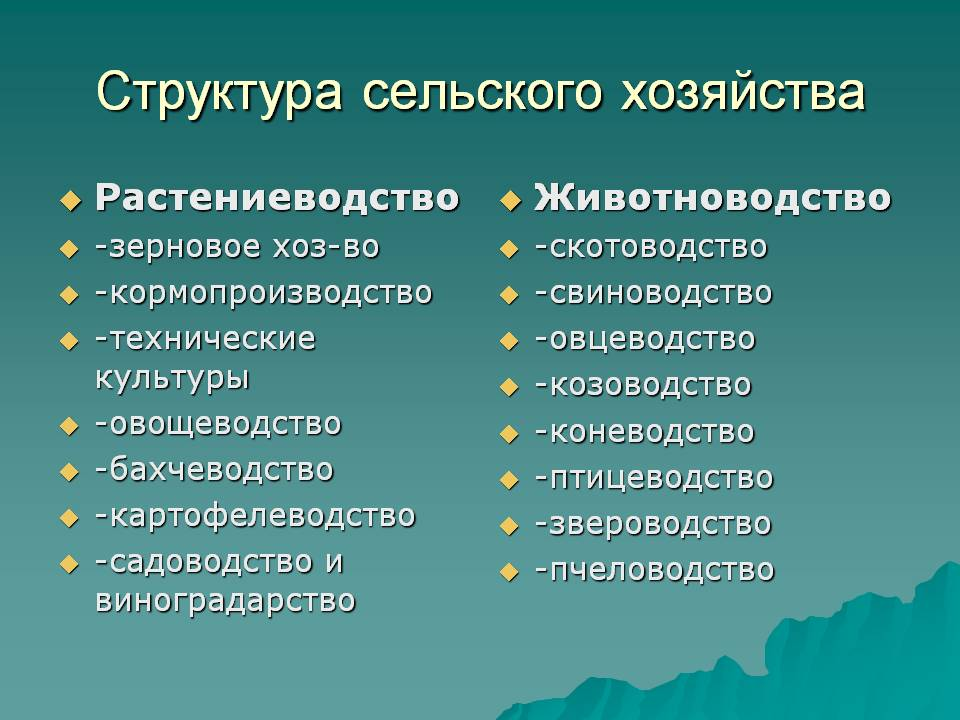 Структура сельского хозяйства
Растениеводство
-зерновое хоз-во
-кормопроизводство
-технические
культуры
-овощеводство
-бахчеводство
-картофелеводство
-садоводство и
виноградарство
Животноводство
-скотоводство
-свиноводство
-овцеводство
-козоводство
-коневодство
-птицеводство
-звероводство
-пчеловодство